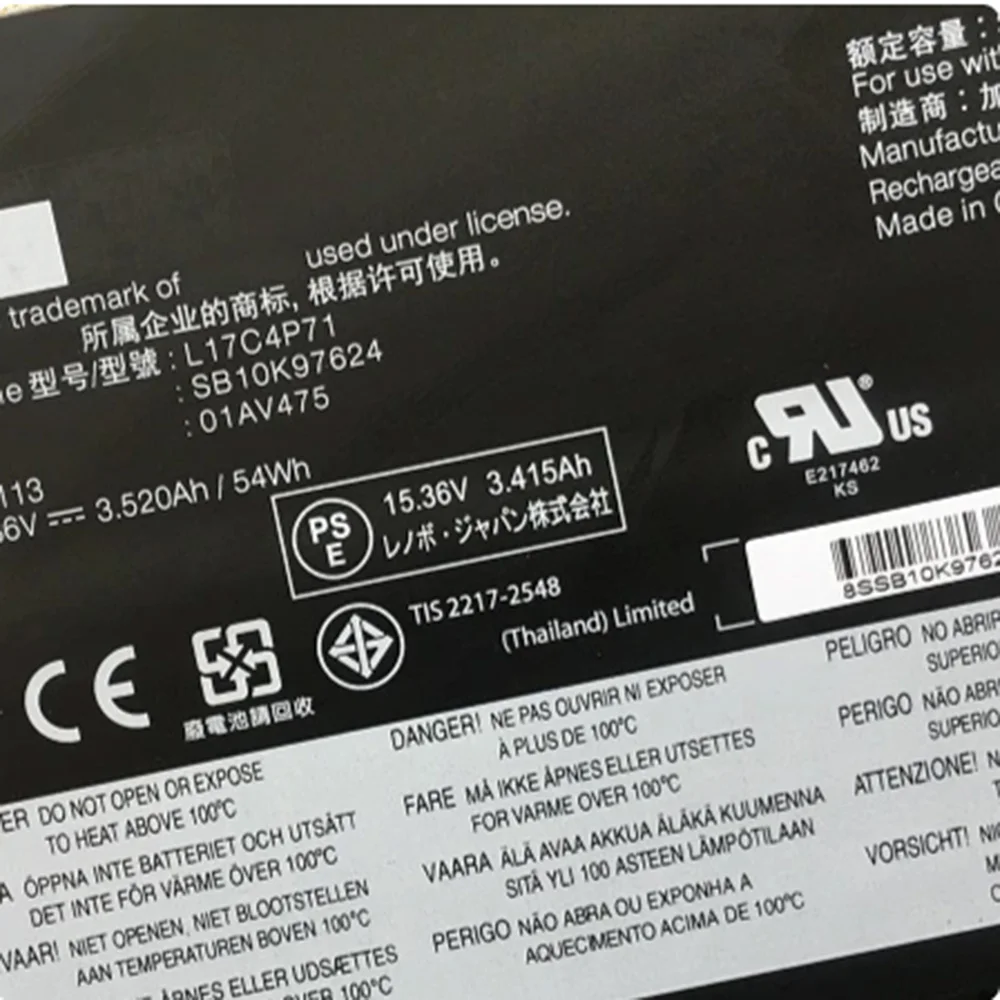 额定容量：
For use wit
制造商：加
Manufactu
Rechargea
Made in
trademark of used under license.
所属企业的商标, 根据许可使用。
型号/型號 : L17C4P71
: SB10K97624
: 01AV475
113
6V ⎓ 3.520Ah / 54Wh
PS
E
15.36V 3.415Ah
レノボ・ジャパン株式会社
c RU ® US
E217462
KS
8SSB10K9762
TIS 2217-2548
(Thailand) Limited
CE
廢電池請回收
ER DO NOT OPEN OR EXPOSE
TO HEAT ABOVE 100°C
A ÖPPNA INTE BATTERIET OCH UTSÄTT
DET INTE FÖR VÄRME ÖVER 100°C
VAAR! NIET OPENEN, NIET BLOOTSTELLEN
AAN TEMPERATUREN BOVEN 100°C
ÅBNES ELLER UDSÆTTES
VER 100°C
DANGER! NE PAS OUVRIR NI EXPOSER
À PLUS DE 100°C
FARE MÅ IKKE ÅPNES ELLER UTSETTES
FOR VARME OVER 100°C
VAARA ÄLÄ AVAA AKKUA ÄLÄKÄ KUUMENNA
SITÄ YLI 100 ASTEEN LÄMPÖTILAAN
PERIGO NÃO ABRA OU EXPONHA A
AQUECIMENTO ACIMA DE 100°C
PELIGRO NO ABRIR
SUPERIO
PERIGO NÃO ABR
SUPERIO
ATTENZIONE! N
VORSICHT! NI